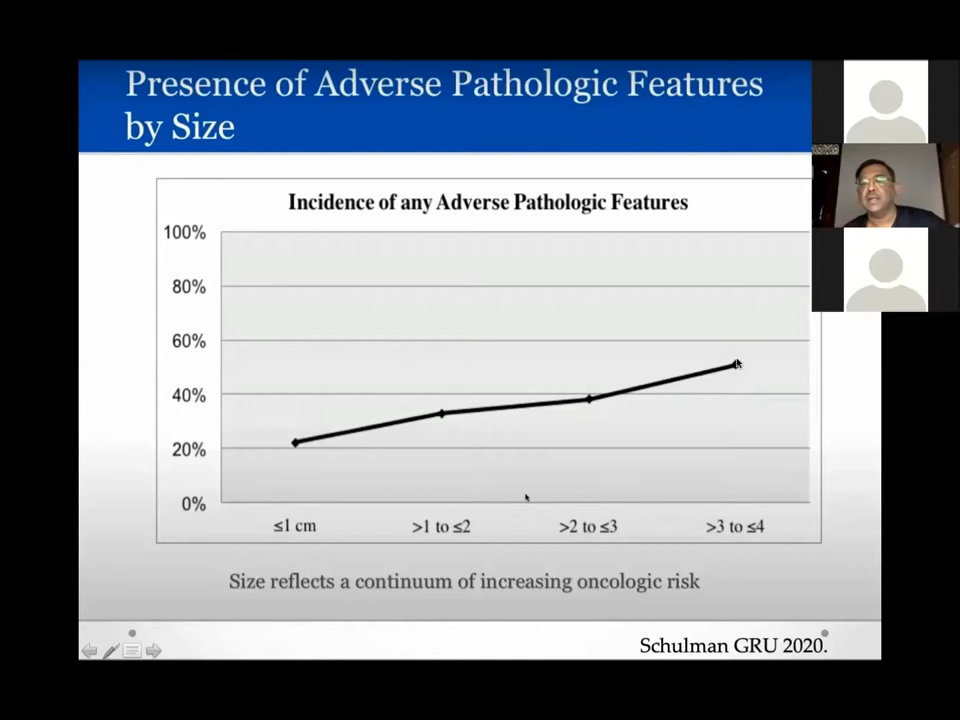 Presence of Adverse Pathologic Features
by Size
Incidence of any Adverse Pathologic Features
100%
80%
60%
40%
20%
0%
≤1 cm >1 to ≤2 >2 to ≤3 >3 to ≤4
Size reflects a continuum of increasing oncologic risk
Schulman GRU 2020.